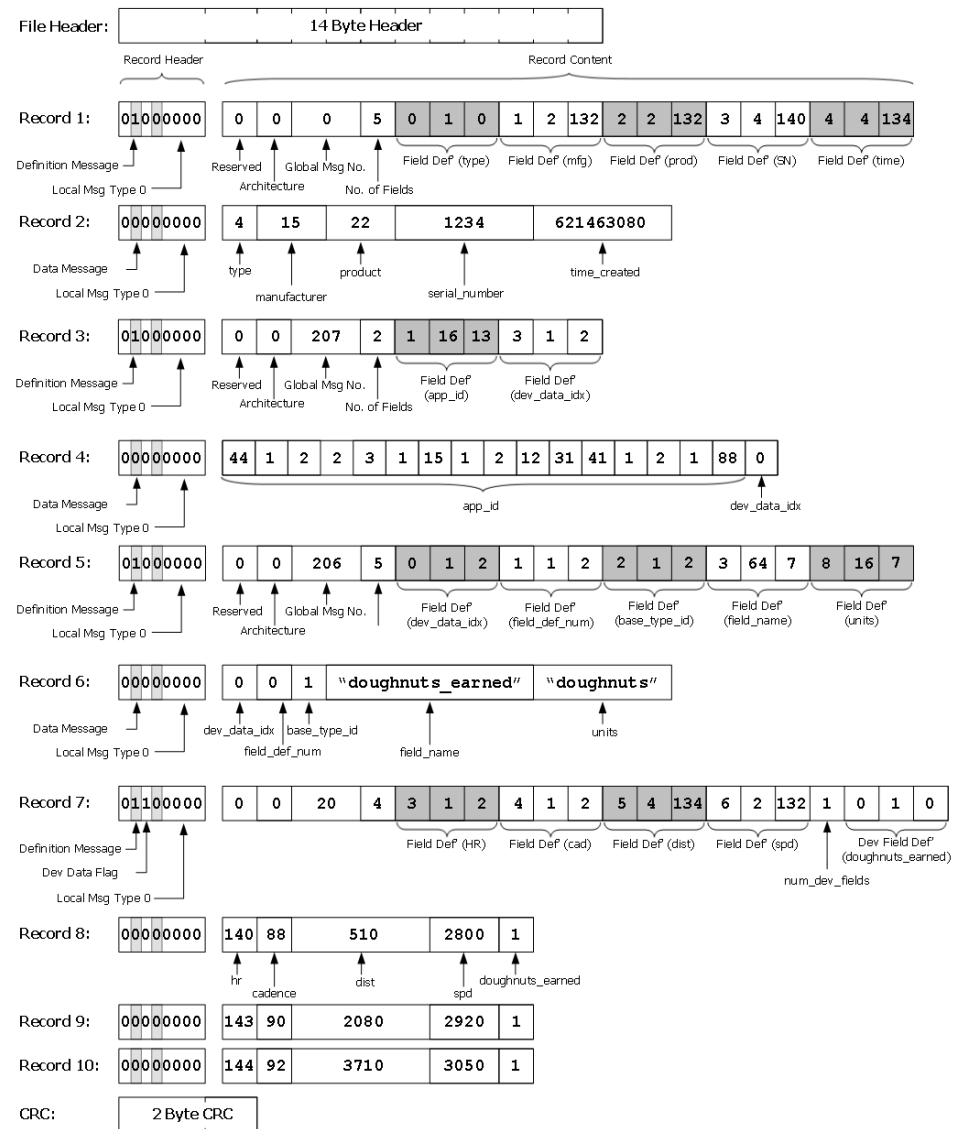 File Header: 14 Byte Header
Record Header Record Content
Record 1: 01000000 0 0 0 5 0 1 0 1 2 132 2 2 132 3 4 140 4 4 134
Definition Message Reserved Global Msg No. Field Def' (type) Field Def' (mfg) Field Def' (prod) Field Def' (SN) Field Def' (time)
Local Msg Type 0 Architecture No. of Fields
Record 2: 00000000 4 15 22 1234 621463080
Data Message type product time_created
Local Msg Type 0 manufacturer serial_number
Record 3: 01000000 0 0 207 2 1 16 13 3 1 2
Definition Message Reserved Global Msg No. Field Def' Field Def'
(app_id) (dev_data_idx)
Local Msg Type 0 Architecture No. of Fields
Record 4: 00000000 44 1 2 2 3 1 15 1 2 12 31 41 1 2 1 88 0
Data Message app_id dev_data_idx
Local Msg Type 0
Record 5: 01000000 0 0 206 5 0 1 2 1 1 2 2 1 2 3 64 7 8 16 7
Definition Message Reserved Global Msg No. Field Def' Field Def' Field Def' Field Def' Field Def'
(dev_data_idx) (field_def_num) (base_type_id) (field_name) (units)
Local Msg Type 0 Architecture
Record 6: 00000000 0 0 1 "doughnuts_earned" "doughnuts"
Data Message dev_data_idx base_type_id units
Local Msg Type 0 field_def_num field_name
Record 7: 01100000 0 0 20 4 3 1 2 4 1 2 5 4 134 6 2 132 1 0 1 0
Definition Message Field Def' (HR) Field Def' (cad) Field Def' (dist) Field Def' (spd) Dev Field Def'
(doughnuts_earned)
Dev Data Flag num_dev_fields
Local Msg Type 0
Record 8: 00000000 140 88 510 2800 1
hr dist doughnuts_earned
cadence spd
Record 9: 00000000 143 90 2080 2920 1
Record 10: 00000000 144 92 3710 3050 1
CRC: 2 Byte CRC